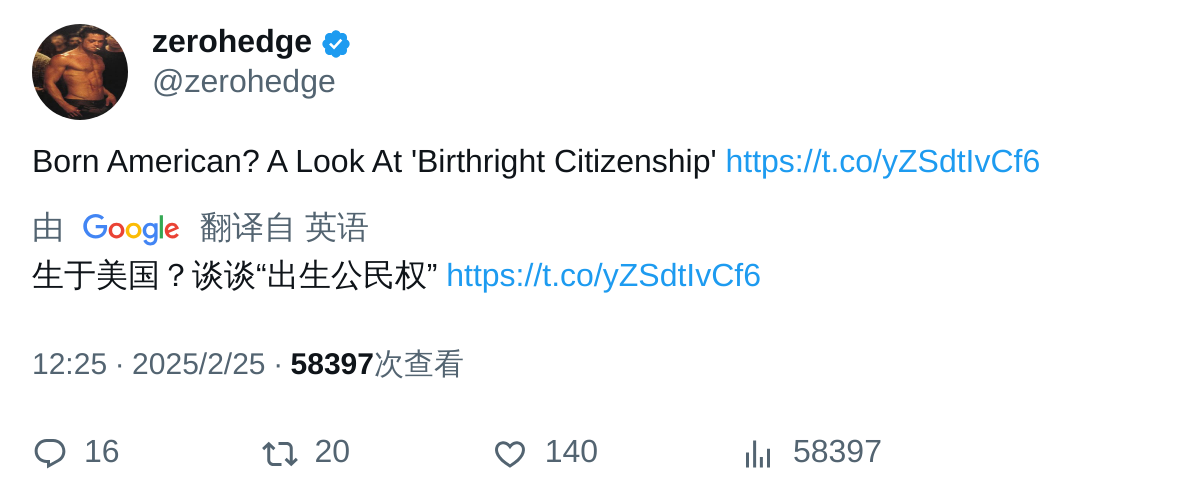 zerohedge
@zerohedge
Born American? A Look At 'Birthright Citizenship' https://t.co/yZSdtIvCf6
由 Google 翻译自 英语
生于美国？谈谈“出生公民权” https://t.co/yZSdtIvCf6
12:25 · 2025/2/25 · 58397次查看
16 20 140 58397